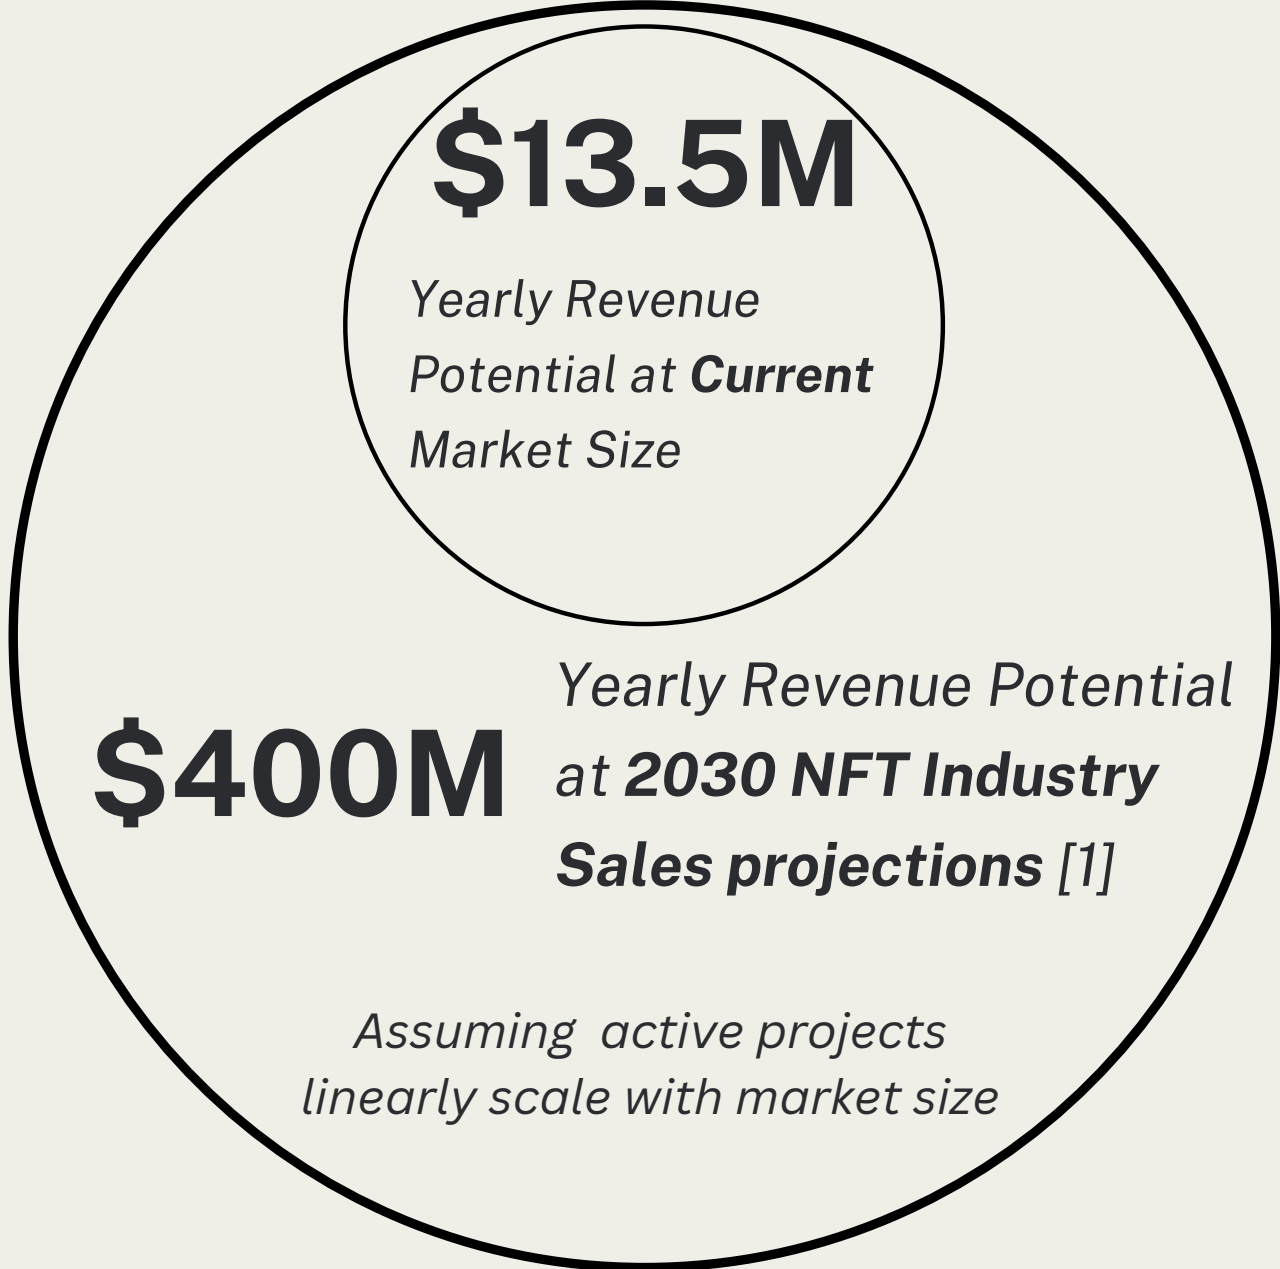 $13.5M
Yearly Revenue
Potential at Current
Market Size
$400M
Yearly Revenue Potential
at 2030 NFT Industry
Sales projections [1]
Assuming  active projects
linearly scale with market size